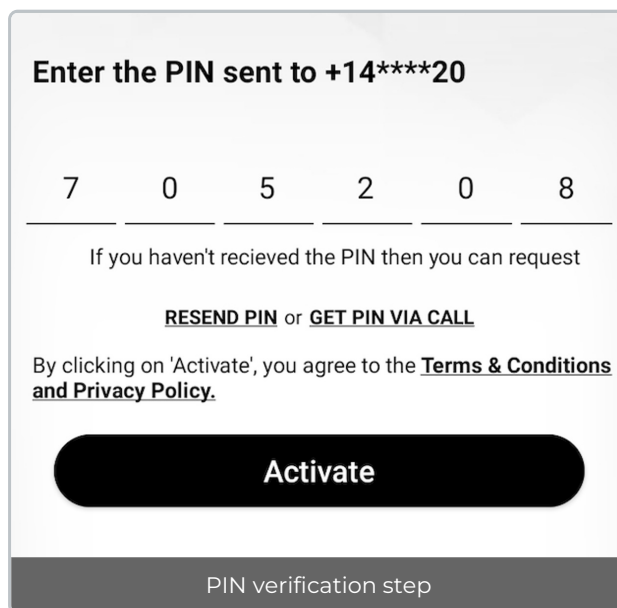 Enter the PIN sent to +14****20
7 0 5 2 0 8
If you haven't recieved the PIN then you can request
RESEND PIN or GET PIN VIA CALL
By clicking on 'Activate', you agree to the Terms & Conditions
and Privacy Policy.
Activate
PIN verification step